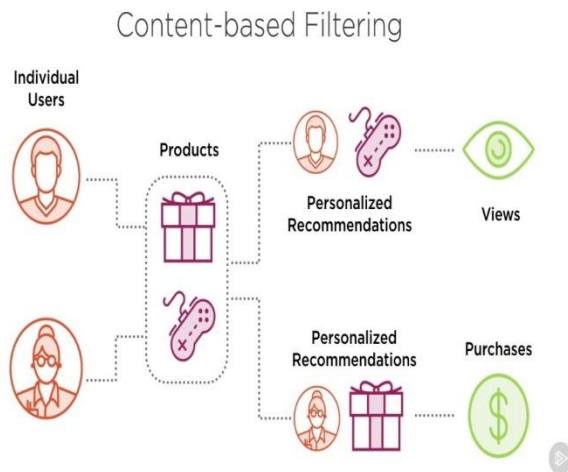 Content-based Filtering
Individual
Users
Products
Personalized
Recommendations
Views
Personalized
Recommendations
Purchases
$